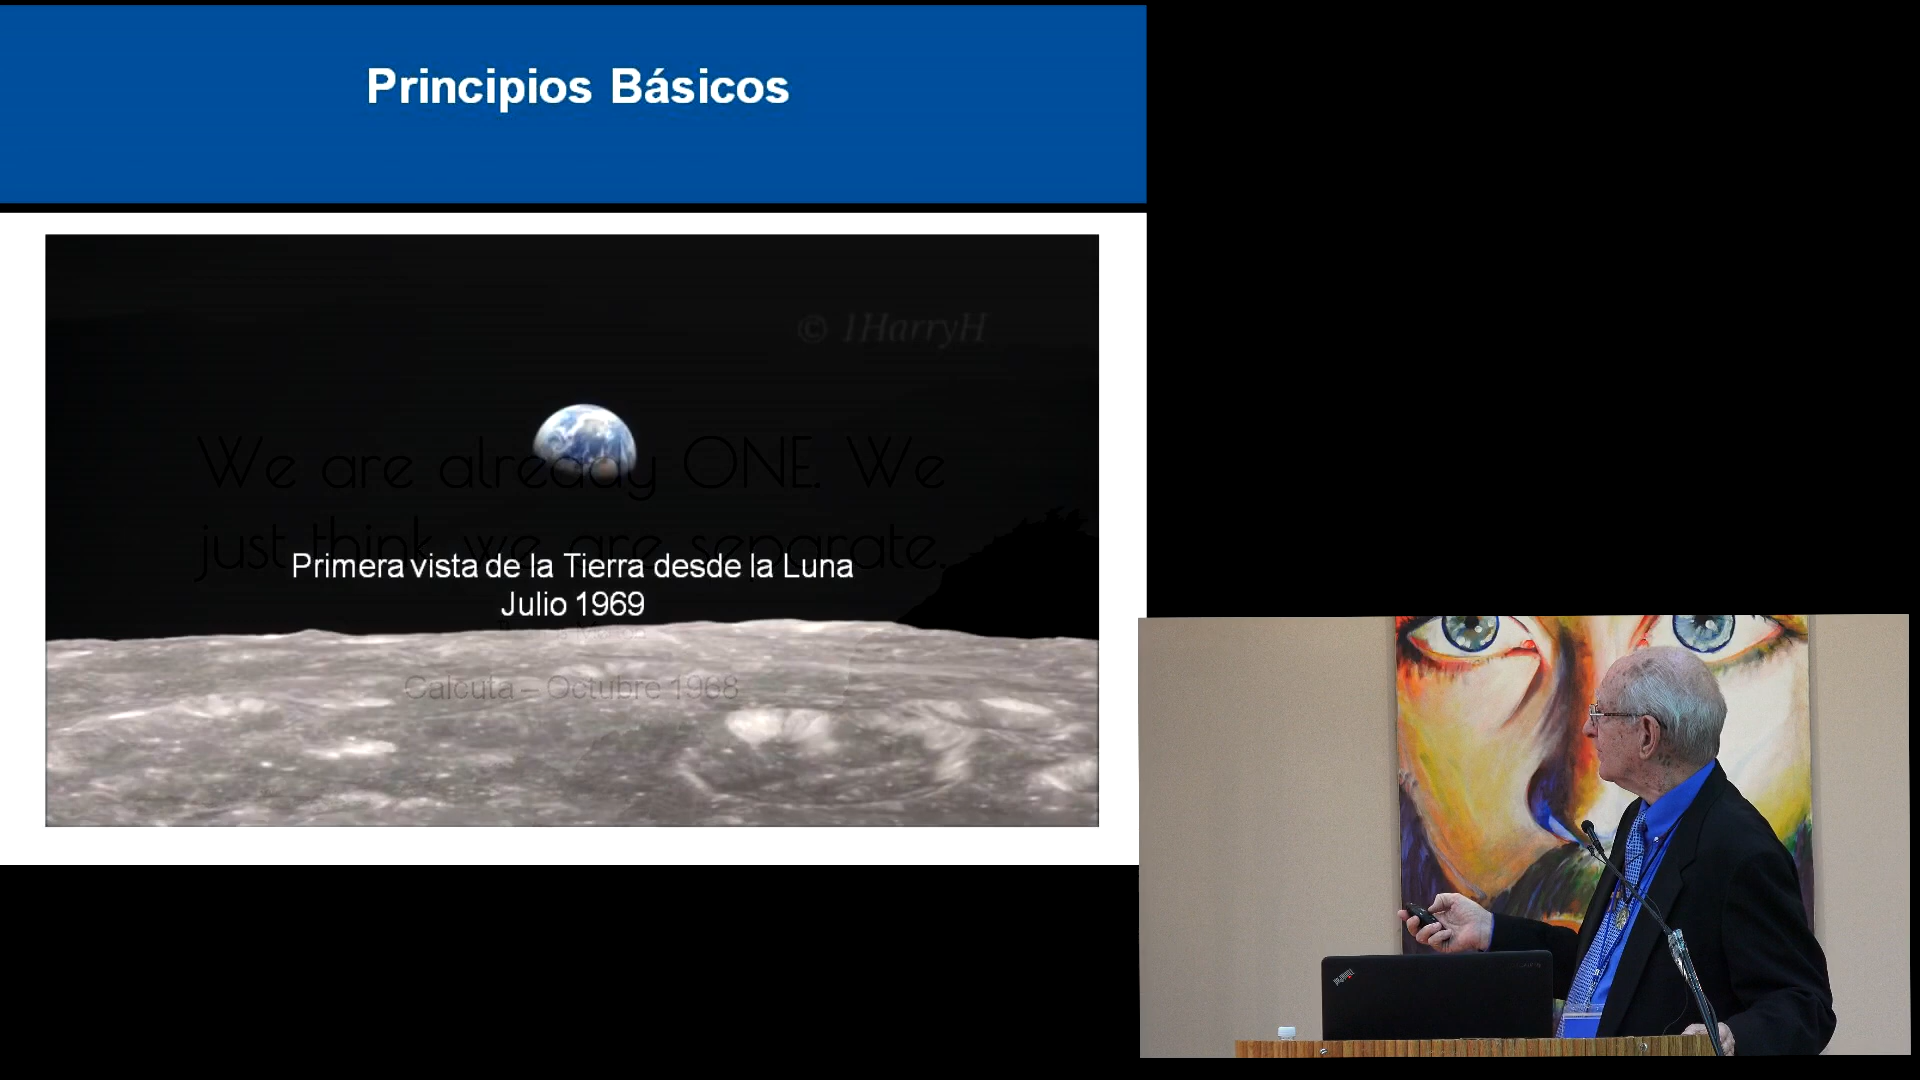 Principios Básicos
© 1HarryH
We are already ONE. We
just think we are separate.
Primera vista de la Tierra desde la Luna
Julio 1969
Calcuta – Octubre 1968